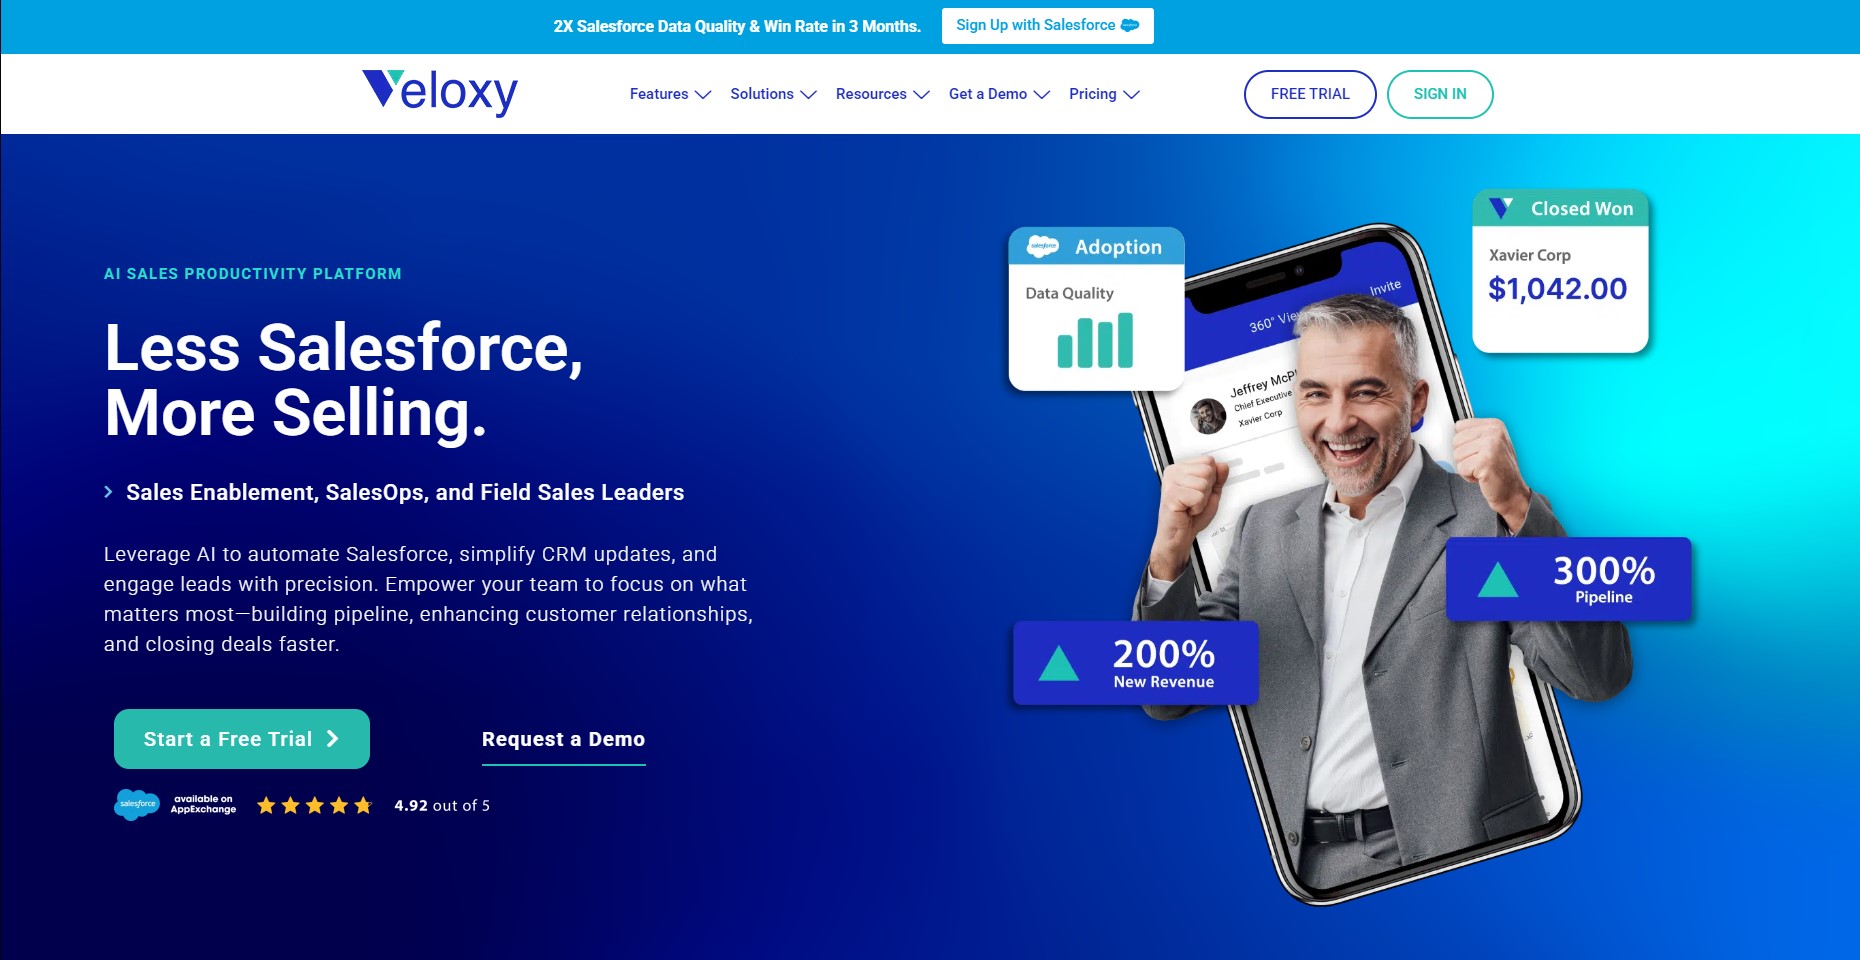 2X Salesforce Data Quality & Win Rate in 3 Months.
Sign Up with Salesforce
Veloxy
Features
Solutions
Resources
Get a Demo
Pricing
FREE TRIAL
SIGN IN
AI SALES PRODUCTIVITY PLATFORM
Less Salesforce,
More Selling.
Sales Enablement, SalesOps, and Field Sales Leaders
Leverage AI to automate Salesforce, simplify CRM updates, and
engage leads with precision. Empower your team to focus on what
matters most—building pipeline, enhancing customer relationships,
and closing deals faster.
Start a Free Trial
Request a Demo
salesforce
available on
AppExchange
4.92 out of 5
salesforce Adoption
Data Quality
Closed Won
Xavier Corp
$1,042.00
Invite
360°
Jeffrey
Chief Executive
Xavier Corp
300%
Pipeline
200%
New Revenue